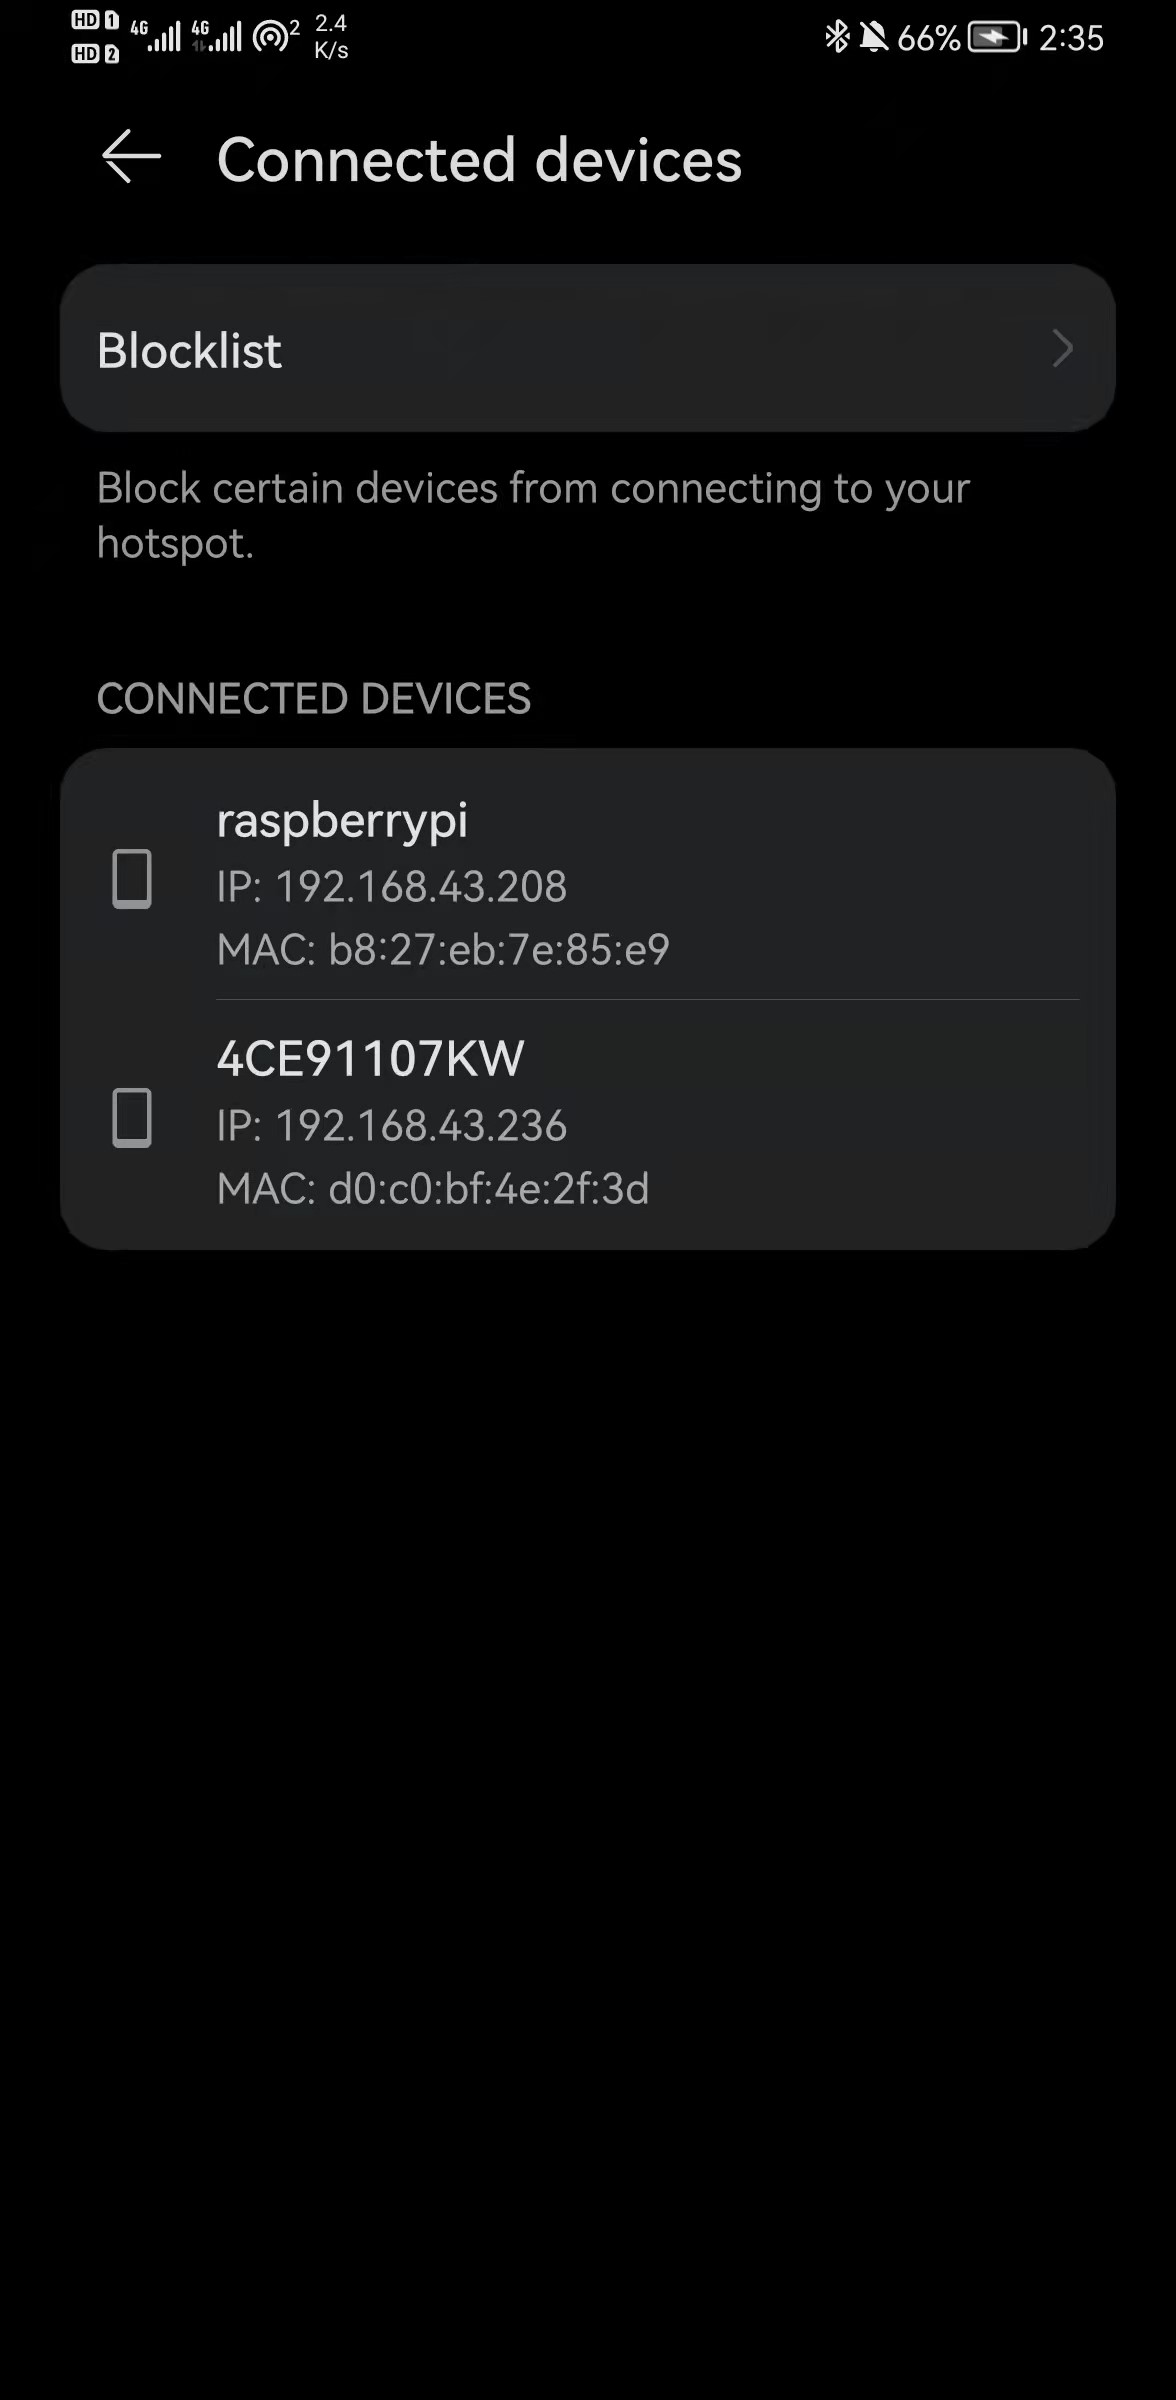 HD 1 4G 4G 2 2.4 66% 2:35
HD 2 K/s
Connected devices
Blocklist
Block certain devices from connecting to your
hotspot.
CONNECTED DEVICES
raspberrypi
IP: 192.168.43.208
MAC: b8:27:eb:7e:85:e9
4CE91107KW
IP: 192.168.43.236
MAC: d0:c0:bf:4e:2f:3d